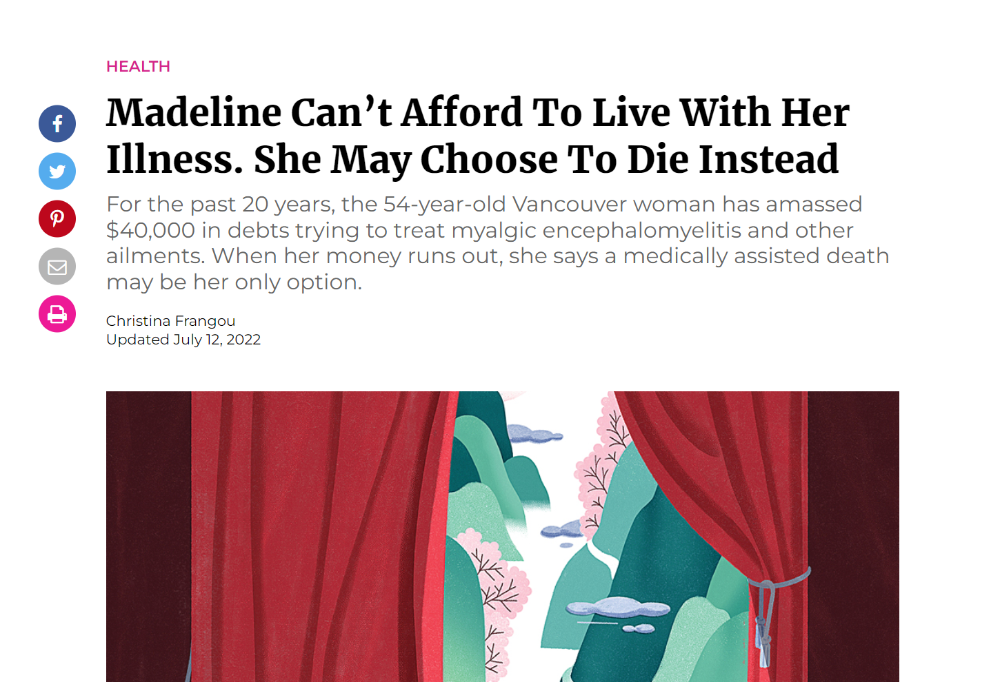 HEALTH
Madeline Can’t Afford To Live With Her
Illness. She May Choose To Die Instead
For the past 20 years, the 54-year-old Vancouver woman has amassed
$40,000 in debts trying to treat myalgic encephalomyelitis and other
ailments. When her money runs out, she says a medically assisted death
may be her only option.
Christina Frangou
Updated July 12, 2022